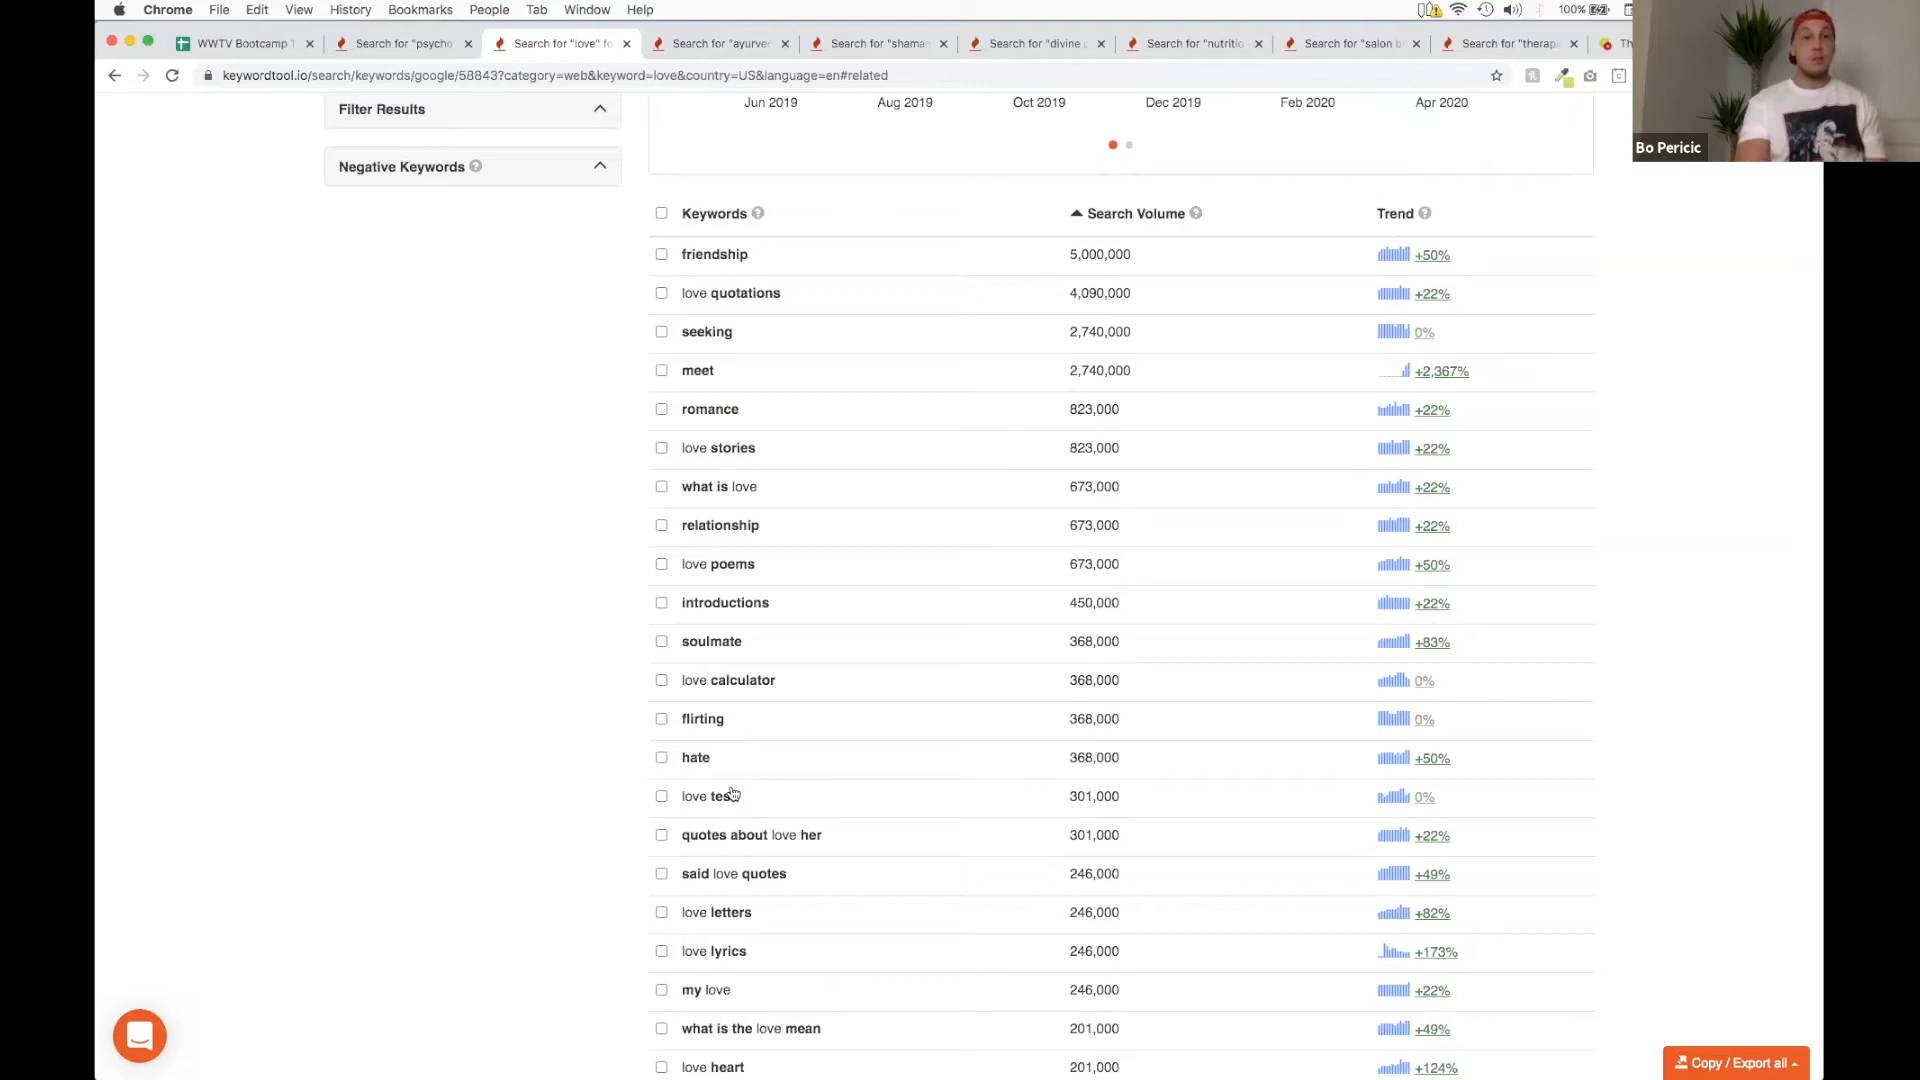 Chrome File Edit View History Bookmarks People Tab Window Help 100%
WWTV Bootcamp Search for "psycho Search for "love" fo Search for "ayurve Search for "shaman Search for "divine Search for "nutritio Search for "salon b Search for "therapi Th
keywordtool.io/search/keywords/google/58843?category=web&keyword=love&country=US&language=en#related
Bo Pericic
Filter Results
Negative Keywords
Jun 2019 Aug 2019 Oct 2019 Dec 2019 Feb 2020 Apr 2020
Keywords Search Volume Trend
friendship 5,000,000 +50%
love quotations 4,090,000 +22%
seeking 2,740,000 0%
meet 2,740,000 +2,367%
romance 823,000 +22%
love stories 823,000 +22%
what is love 673,000 +22%
relationship 673,000 +22%
love poems 673,000 +50%
introductions 450,000 +22%
soulmate 368,000 +83%
love calculator 368,000 0%
flirting 368,000 0%
hate 368,000 +50%
love test 301,000 0%
quotes about love her 301,000 +22%
said love quotes 246,000 +49%
love letters 246,000 +82%
love lyrics 246,000 +173%
my love 246,000 +22%
what is the love mean 201,000 +49%
love heart 201,000 +124%
Copy / Export all